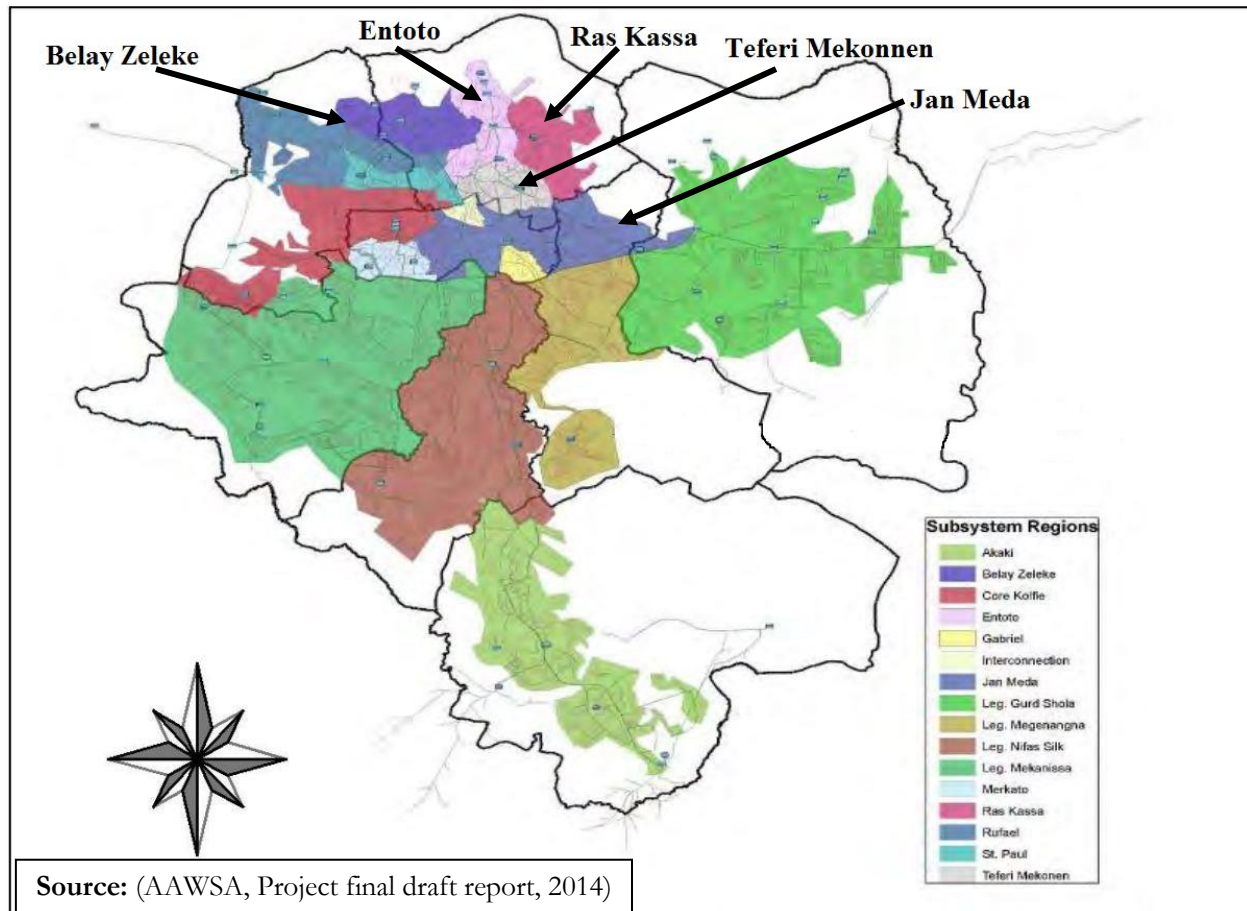 Entoto
Ras Kassa
Teferi Mekonnen
Belay Zeleke
Jan Meda
Subsystem Regions
Akaki
Belay Zeleke
Core Kolfie
Entoto
Gabriel
Interconnection
Jan Meda
Leg. Gurd Shola
Leg. Megenangna
Leg. Nifas Silk
Leg. Mekanissa
Merkato
Ras Kassa
Rufael
St. Paul
Teferi Mekonen
Source: (AAWSA, Project final draft report, 2014)